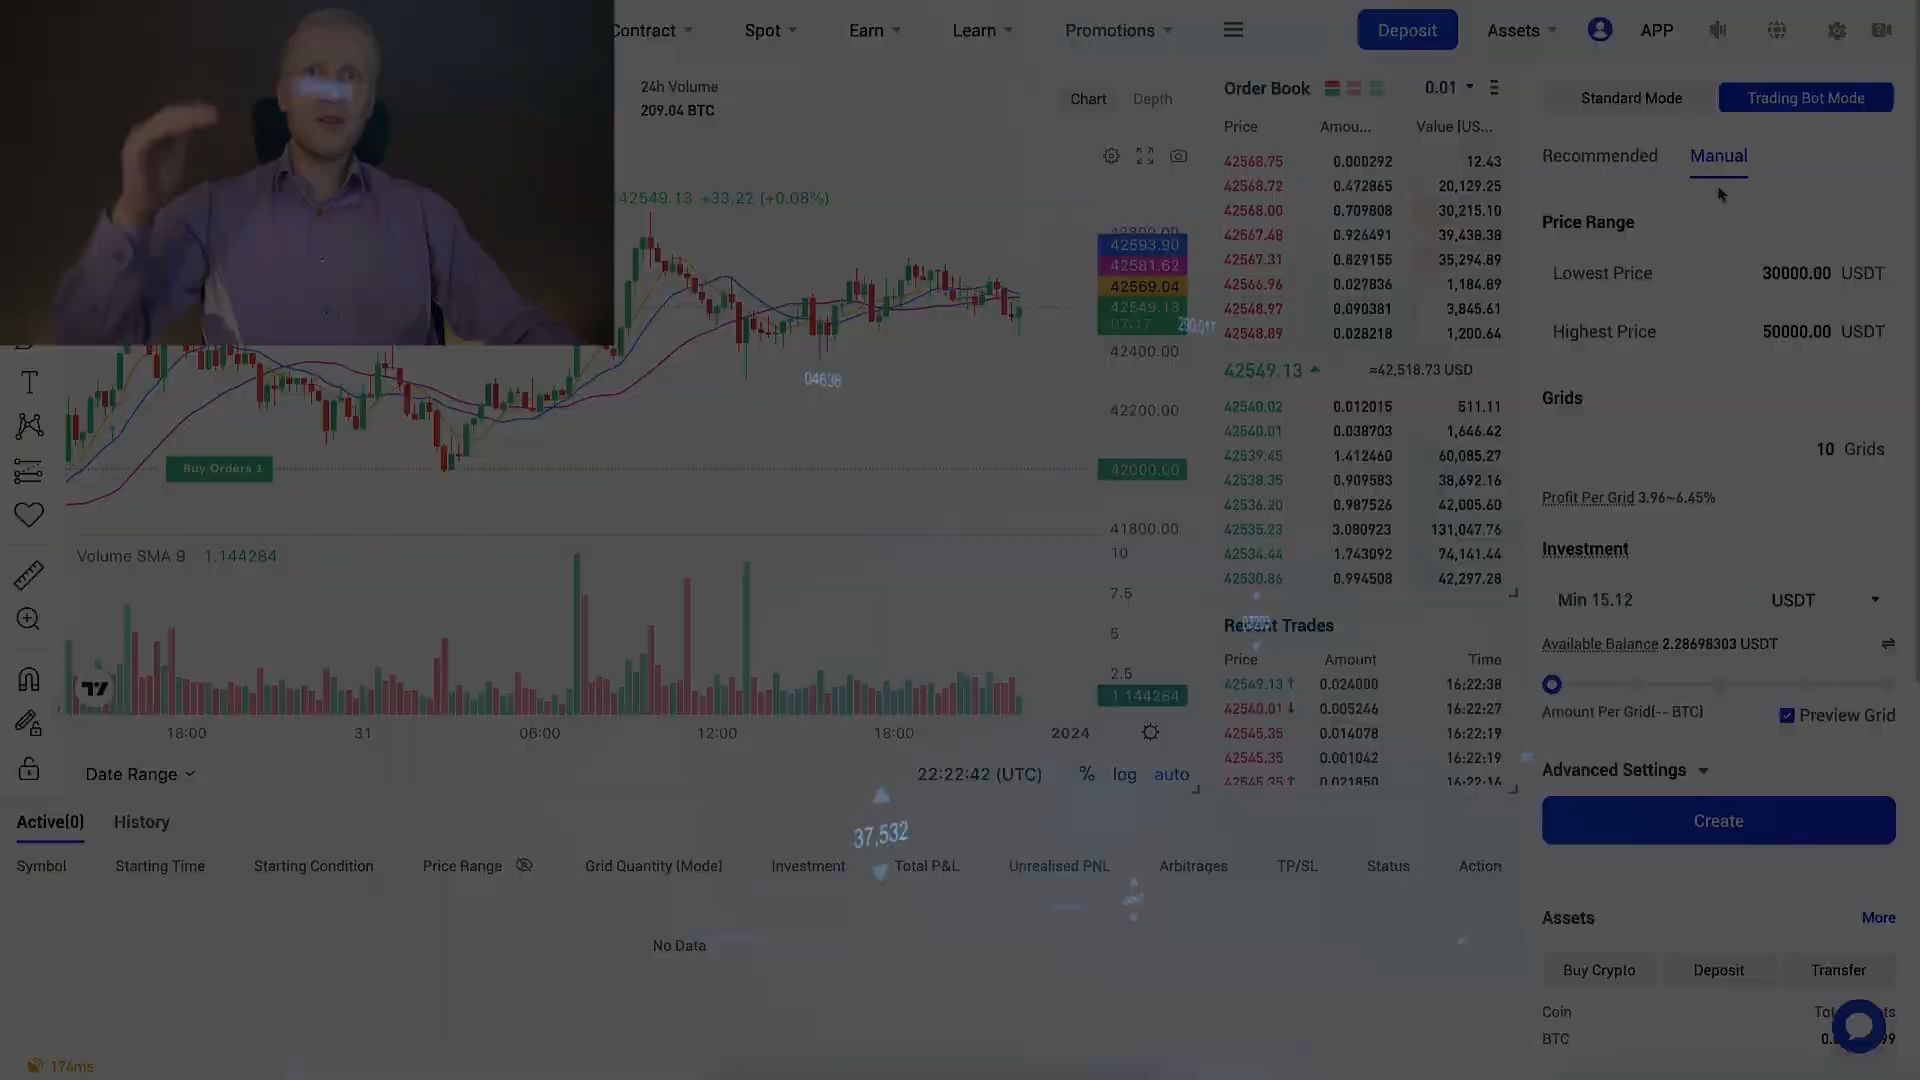 Contract Spot Earn Learn Promotions Deposit Assets APP
24h Volume
209.04 BTC
Chart Depth
42549.13 +33.22 (+0.08%)
42593.90
42581.62
42569.04
42549.13
07:17
42400.00
42200.00
42000.00
41800.00
04638
Buy Orders 1
Volume SMA 9 1.144284
10
7.5
5
2.5
1.144284
18:00 31 06:00 12:00 18:00 2024
Date Range 22:22:42 (UTC) % log auto
Order Book 0.01
Price Amou... Value (US...
42568.75 0.000292 12.43
42568.72 0.472865 20,129.25
42568.00 0.709808 30,215.10
42567.48 0.926491 39,438.38
42567.31 0.829155 35,294.89
42566.96 0.027836 1,184.89
42548.97 0.090381 3,845.61
42548.89 0.028218 1,200.64
42549.13 ≈42,518.73 USD
42540.02 0.012015 511.11
42540.01 0.038703 1,646.42
42539.45 1.412460 60,085.27
42538.35 0.909583 38,692.16
42536.20 0.987526 42,005.60
42535.23 3.080923 131,047.76
42534.44 1.743092 74,141.44
42530.86 0.994508 42,297.28
Recent Trades
Price Amount Time
42549.13↑ 0.024000 16:22:38
42540.01↓ 0.005246 16:22:27
42545.35 0.014078 16:22:19
42545.35 0.001042 16:22:19
42545.35↑ 0.021850 16:22:16
Standard Mode Trading Bot Mode
Recommended Manual
Price Range
Lowest Price 30000.00 USDT
Highest Price 50000.00 USDT
Grids
10 Grids
Profit Per Grid 3.96~6.45%
Investment
Min 15.12 USDT
Available Balance 2.28698303 USDT
Amount Per Grid(-- BTC) Preview Grid
Advanced Settings
Create
Active(0) History
Symbol Starting Time Starting Condition Price Range Grid Quantity (Mode) Investment Total P&L Unrealised PNL Arbitrages TP/SL Status Action
37,532
No Data
Assets More
Buy Crypto Deposit Transfer
Coin
BTC
174ms